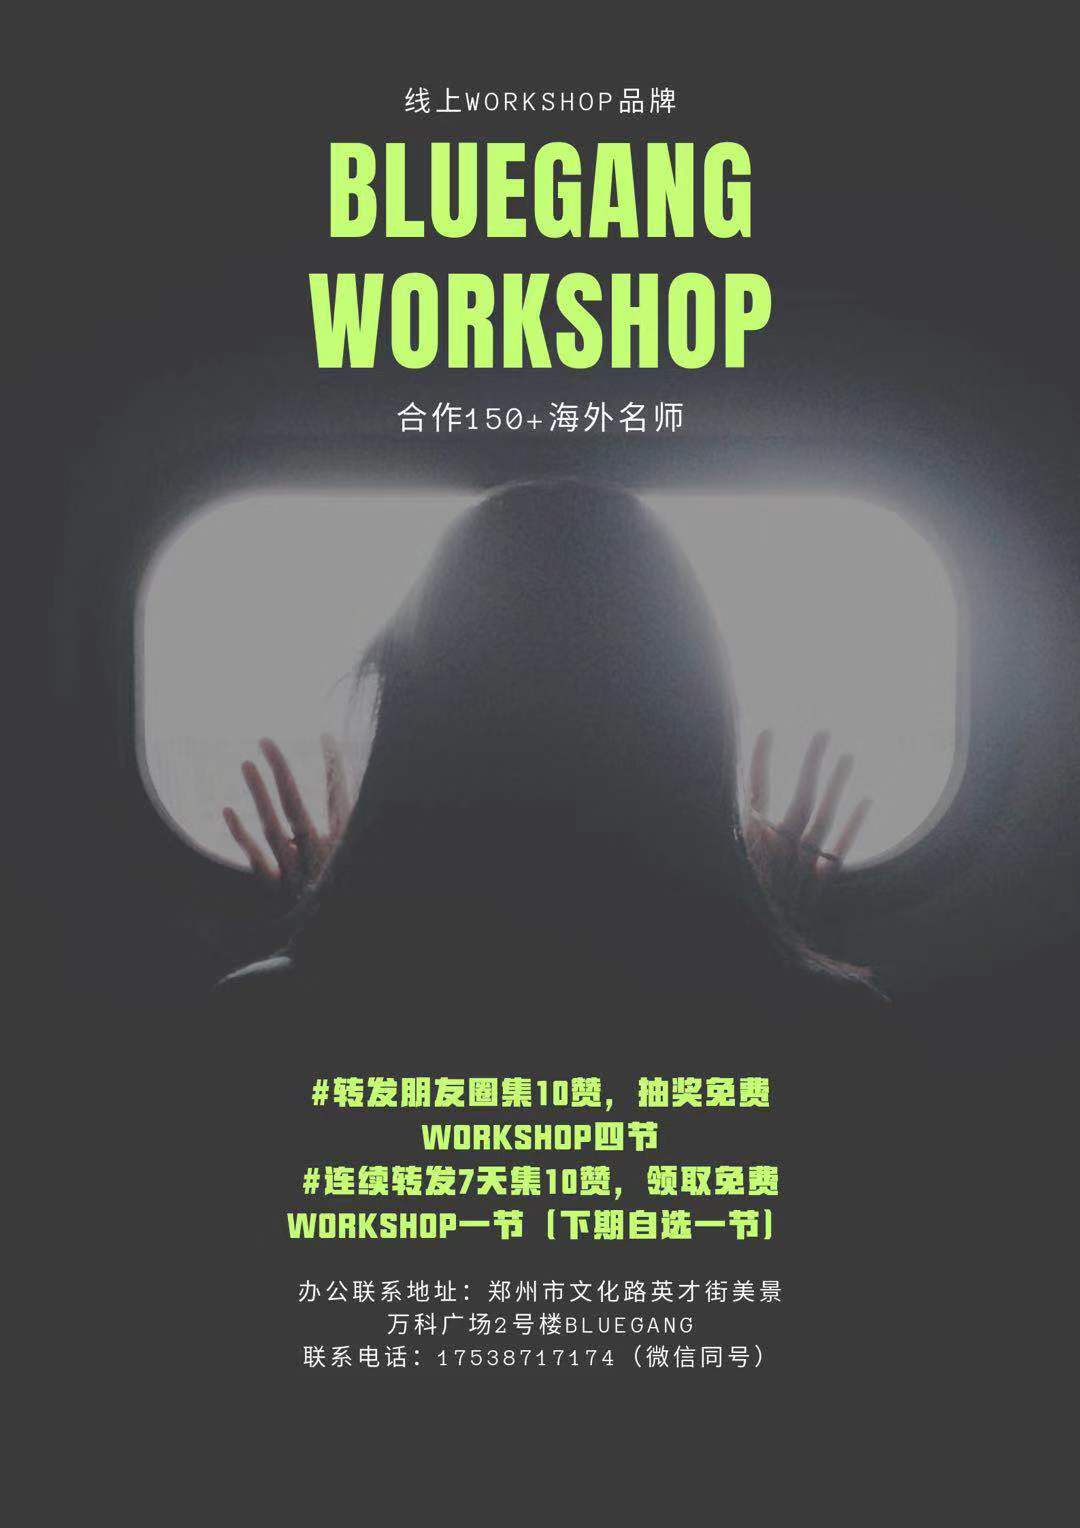 线上WORKSHOP品牌
BLUEGANG
WORKSHOP
合作150+海外名师
#转发朋友圈集10赞，抽奖免费
WORKSHOP四节
#连续转发7天集10赞，领取免费
WORKSHOP一节（下期自选一节）
办公联系地址：郑州市文化路英才街美景
万科广场2号楼BLUEGANG
联系电话：17538717174（微信同号）